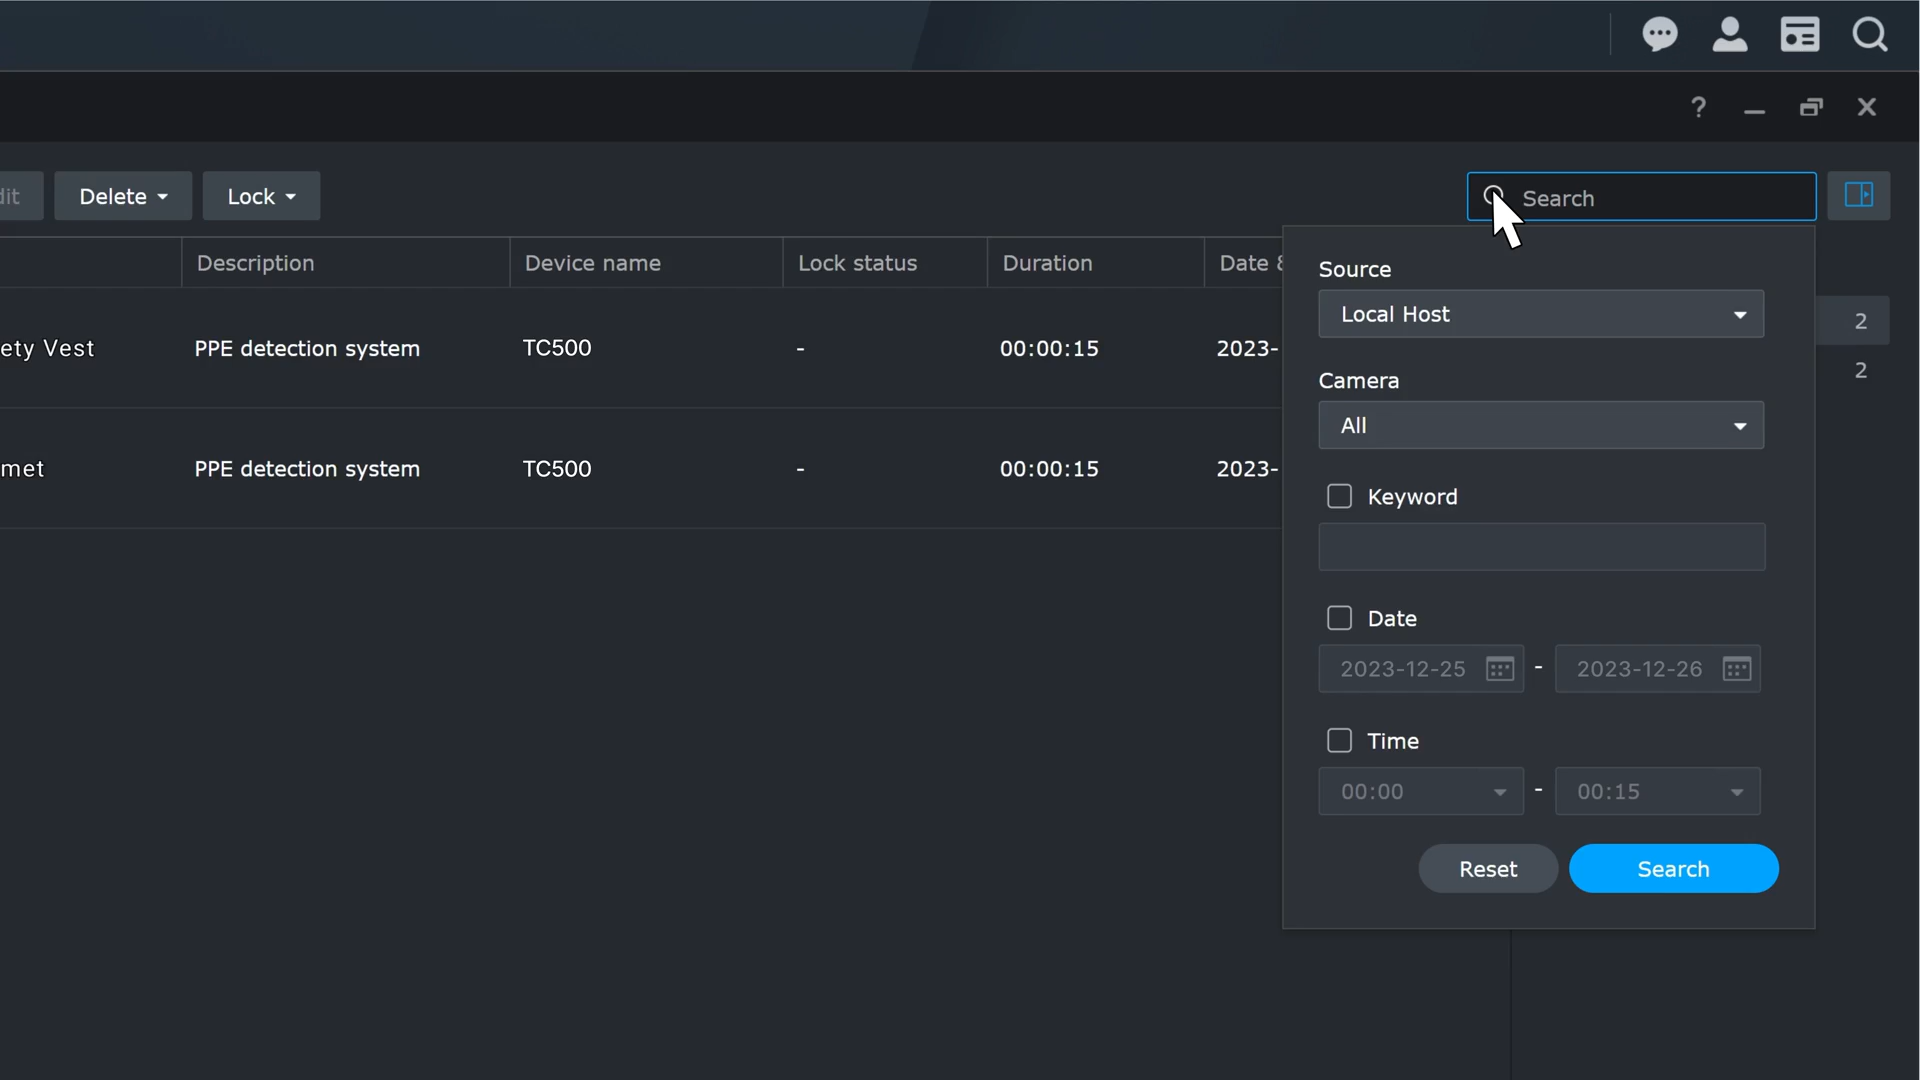 ?
dit Delete Lock Search
Description Device name Lock status Duration Date &
ety Vest PPE detection system TC500 - 00:00:15 2023-
met PPE detection system TC500 - 00:00:15 2023-
Source
Local Host
Camera
All
Keyword
Date
2023-12-25 - 2023-12-26
Time
00:00 - 00:15
Reset Search
2
2